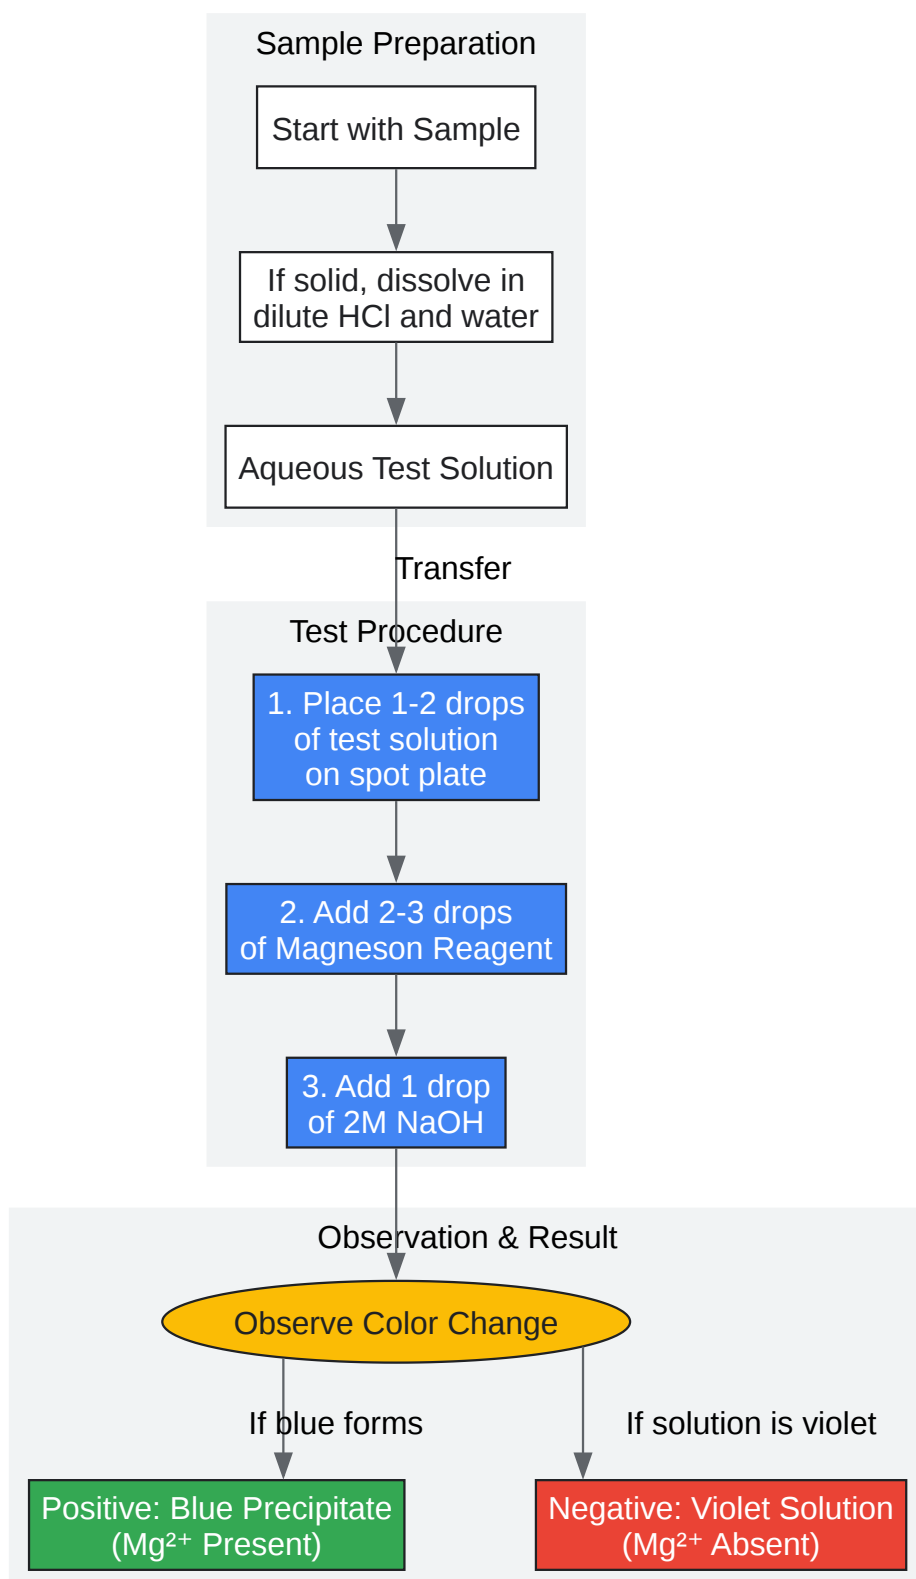 Sample Preparation
Start with Sample
If solid, dissolve in
dilute HCl and water
Aqueous Test Solution
Transfer
Test Procedure
1. Place 1-2 drops
of test solution
on spot plate
2. Add 2-3 drops
of Magneson Reagent
3. Add 1 drop
of 2M NaOH
Observation & Result
Observe Color Change
If blue forms
If solution is violet
Positive: Blue Precipitate
(Mg²⁺ Present)
Negative: Violet Solution
(Mg²⁺ Absent)